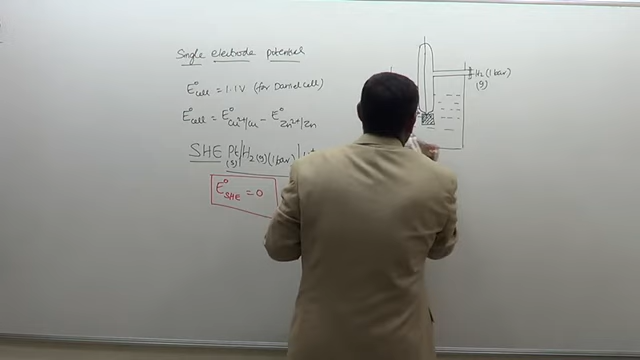 Single electrode potential
E°cell = 1.1V (for Daniel cell)
E°cell = E°Cu²⁺/Cu − E°Zn²⁺/Zn
SHE Pt(s)/H₂(g)(1 bar)|
E°SHE = 0
H₂(1 bar)
(g)